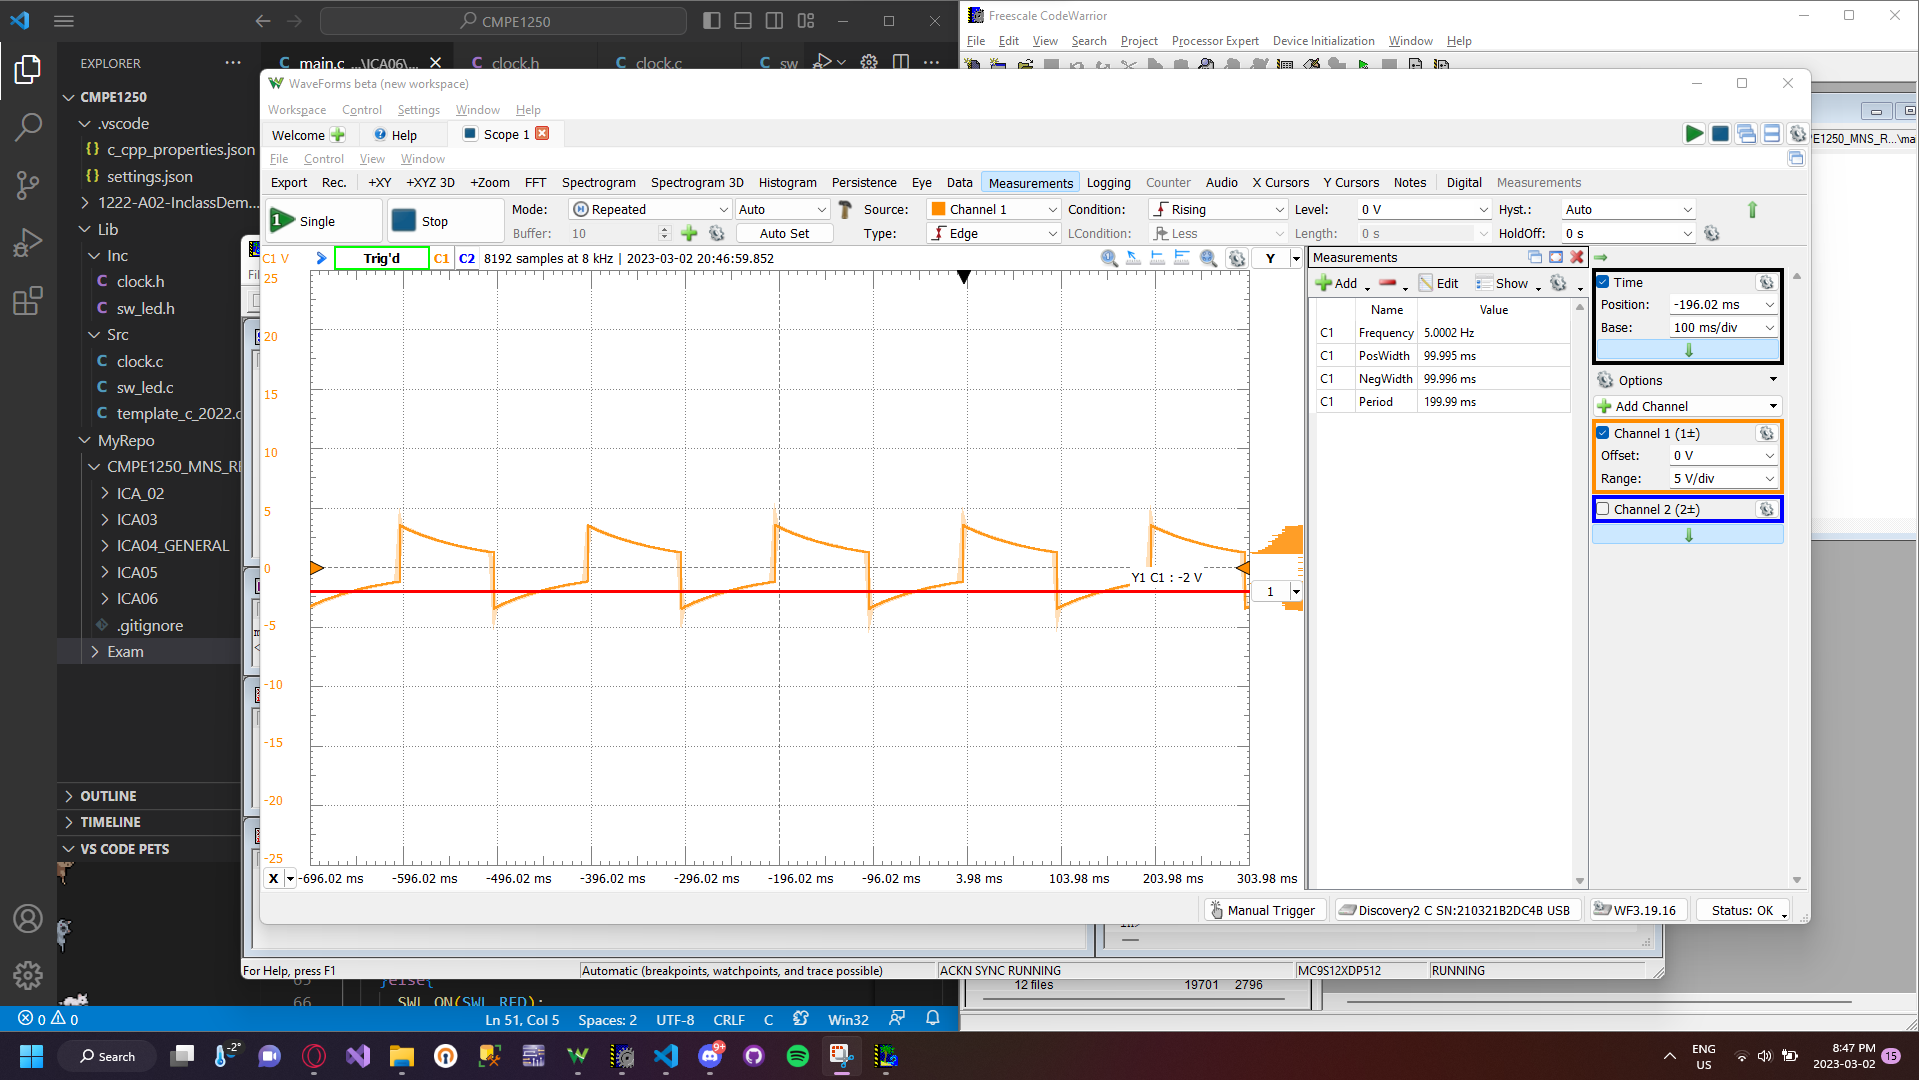 CMPE1250
EXPLORER
main.c ...\ICA06\...
clock.h
clock.c
sw
CMPE1250
.vscode
c_cpp_properties.json
settings.json
1222-A02-InclassDem...
Lib
Inc
clock.h
sw_led.h
Src
clock.c
sw_led.c
template_c_2022.c
MyRepo
CMPE1250_MNS_RE
ICA_02
ICA03
ICA04_GENERAL
ICA05
ICA06
.gitignore
Exam
OUTLINE
TIMELINE
VS CODE PETS
Freescale CodeWarrior
File Edit View Search Project Processor Expert Device Initialization Window Help
WaveForms beta (new workspace)
Workspace Control Settings Window Help
Welcome Help Scope 1
File Control View Window
Export Rec. +XY +XYZ 3D +Zoom FFT Spectrogram Spectrogram 3D Histogram Persistence Eye Data Measurements Logging Counter Audio X Cursors Y Cursors Notes Digital Measurements
Single Stop Mode: Repeated Auto Source: Channel 1 Condition: Rising Level: 0 V Hyst.: Auto
Buffer: 10 Auto Set Type: Edge LCondition: Less Length: 0 s HoldOff: 0 s
C1 V Trig'd C1 C2 8192 samples at 8 kHz | 2023-03-02 20:46:59.852 Y
25
20
15
10
5
0
-5
-10
-15
-20
-25
Y1 C1 : -2 V
1
X -696.02 ms -596.02 ms -496.02 ms -396.02 ms -296.02 ms -196.02 ms -96.02 ms 3.98 ms 103.98 ms 203.98 ms 303.98 ms
Measurements
Add Edit Show
Name Value
C1 Frequency 5.0002 Hz
C1 PosWidth 99.995 ms
C1 NegWidth 99.996 ms
C1 Period 199.99 ms
Time
Position: -196.02 ms
Base: 100 ms/div
Options
Add Channel
Channel 1 (1±)
Offset: 0 V
Range: 5 V/div
Channel 2 (2±)
Manual Trigger Discovery2 C SN:210321B2DC4B USB WF3.19.16 Status: OK
E1250_MNS_R...\ma
For Help, press F1 Automatic (breakpoints, watchpoints, and trace possible) ACKN SYNC RUNNING MC9S12XDP512 RUNNING
12 files 19701 2796
}else{
66 SWL_ON(SWL_RED);
0 0 Ln 51, Col 5 Spaces: 2 UTF-8 CRLF C Win32
Search
-2°
9+
ENG
US
8:47 PM
2023-03-02
15